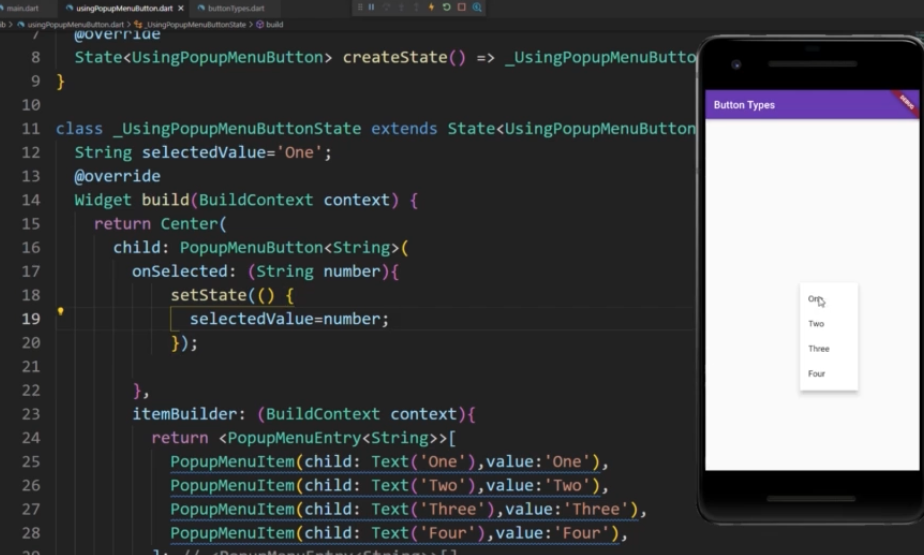 main.dart usingPopupMenuButton.dart buttonTypes.dart
lib > usingPopupMenuButton.dart > _UsingPopupMenuButtonState > build
7 @override
8 State<UsingPopupMenuButton> createState() => _UsingPopupMenuButto
9 }
10
11 class _UsingPopupMenuButtonState extends State<UsingPopupMenuButton
12 String selectedValue='One';
13 @override
14 Widget build(BuildContext context) {
15 return Center(
16 child: PopupMenuButton<String>(
17 onSelected: (String number){
18 setState(() {
19 selectedValue=number;
20 });
21
22 },
23 itemBuilder: (BuildContext context){
24 return <PopupMenuEntry<String>>[
25 PopupMenuItem(child: Text('One'),value:'One'),
26 PopupMenuItem(child: Text('Two'),value:'Two'),
27 PopupMenuItem(child: Text('Three'),value:'Three'),
28 PopupMenuItem(child: Text('Four'),value:'Four'),
29 ]; // <PopupMenuEntry<String>>[]
Button Types
DEBUG
One
Two
Three
Four